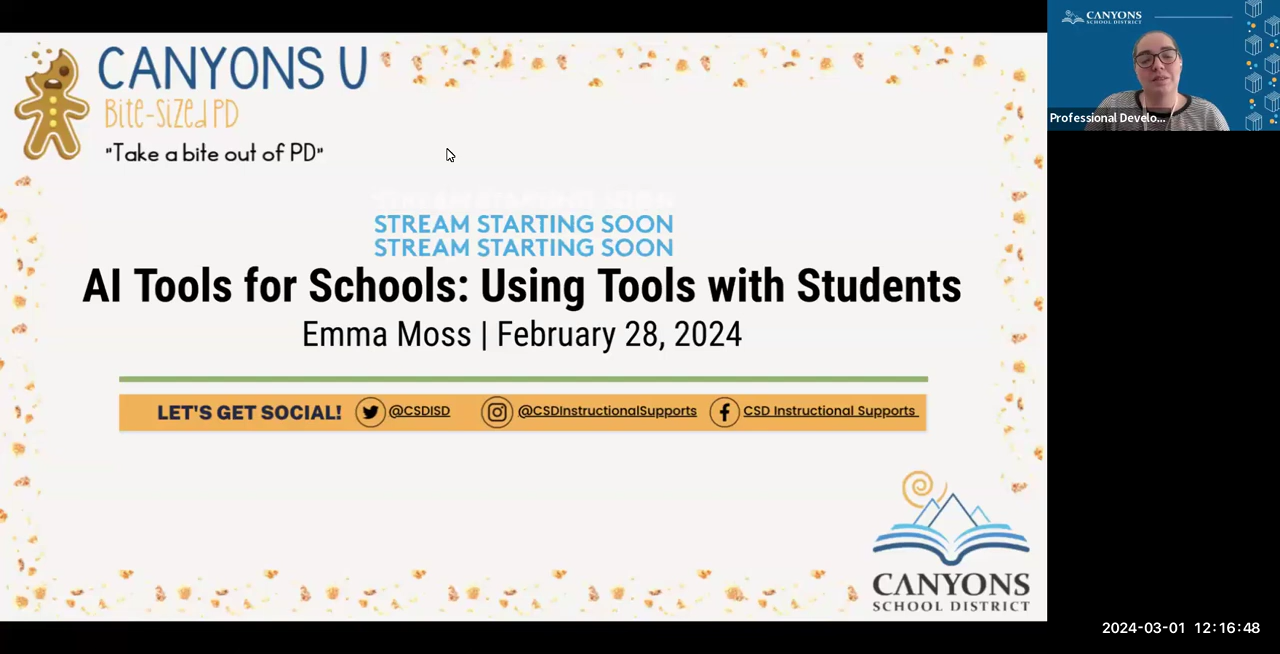 CANYONS U
Bite-Sized PD
"Take a bite out of PD"
STREAM STARTING SOON
STREAM STARTING SOON
AI Tools for Schools: Using Tools with Students
Emma Moss | February 28, 2024
LET'S GET SOCIAL! @CSDISD @CSDInstructionalSupports CSD Instructional Supports
CANYONS
SCHOOL DISTRICT
CANYONS
SCHOOL DISTRICT
Professional Develo...
2024-03-01 12:16:48